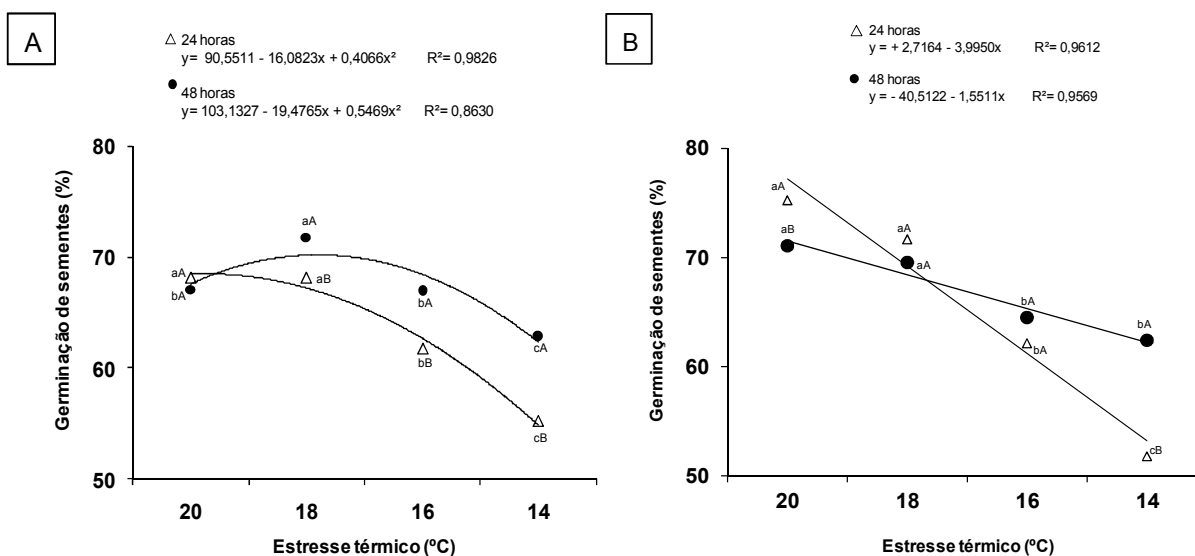 A
24 horas
y= 90,5511 - 16,0823x + 0,4066x² R²= 0,9826
48 horas
y= 103,1327 - 19,4765x + 0,5469x² R²= 0,8630
80
70
60
50
Germinação de sementes (%)
aA
bA
aA
aB
bA
bB
cA
cB
20 18 16 14
Estresse térmico (ºC)
B
24 horas
y = + 2,7164 - 3,9950x R²= 0,9612
48 horas
y = - 40,5122 - 1,5511x R²= 0,9569
80
70
60
50
Germinação de sementes (%)
aA
aB
aA
aA
bA
bA
bA
cB
20 18 16 14
Estresse térmico (ºC)